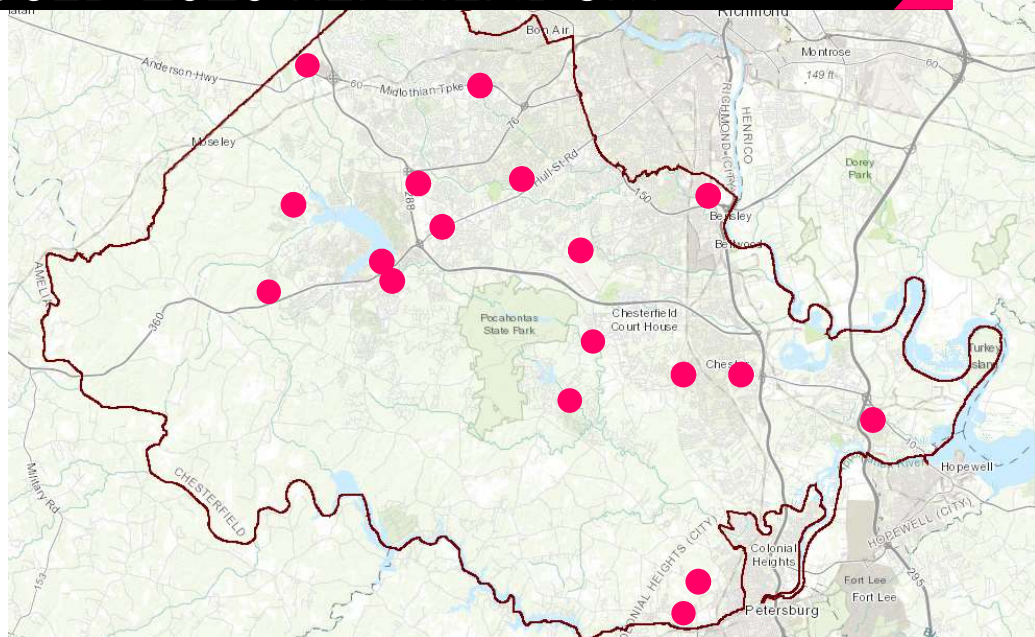 Richmond
Bon Air
Montrose
149 ft
Anderson Hwy
60
60
Midlothian Tpke
76
RICHMOND (CITY)
HENRICO
Moseley
Hull St Rd
Dorey
Park
150
288
Bensley
Bellwood
AMELIA
360
Pocahontas
State Park
Chesterfield
Court House
Turkey
Island
Chester
10
River
Hopewell
Military Rd
CHESTERFIELD
HOPEWELL (CITY)
COLONIAL HEIGHTS (CITY)
Colonial
Heights
Fort Lee
Fort Lee
295
153
Petersburg